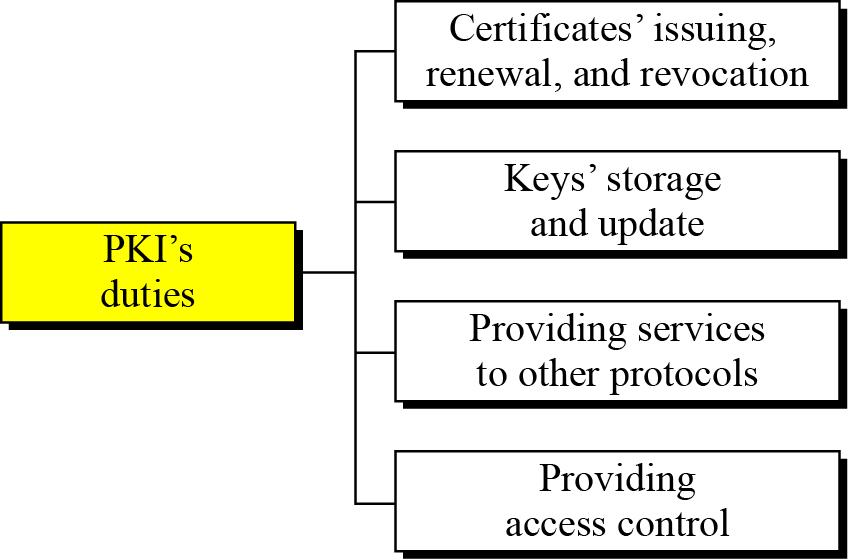 Certificates’ issuing,
renewal, and revocation
Keys’ storage
and update
PKI’s
duties
Providing services
to other protocols
Providing
access control